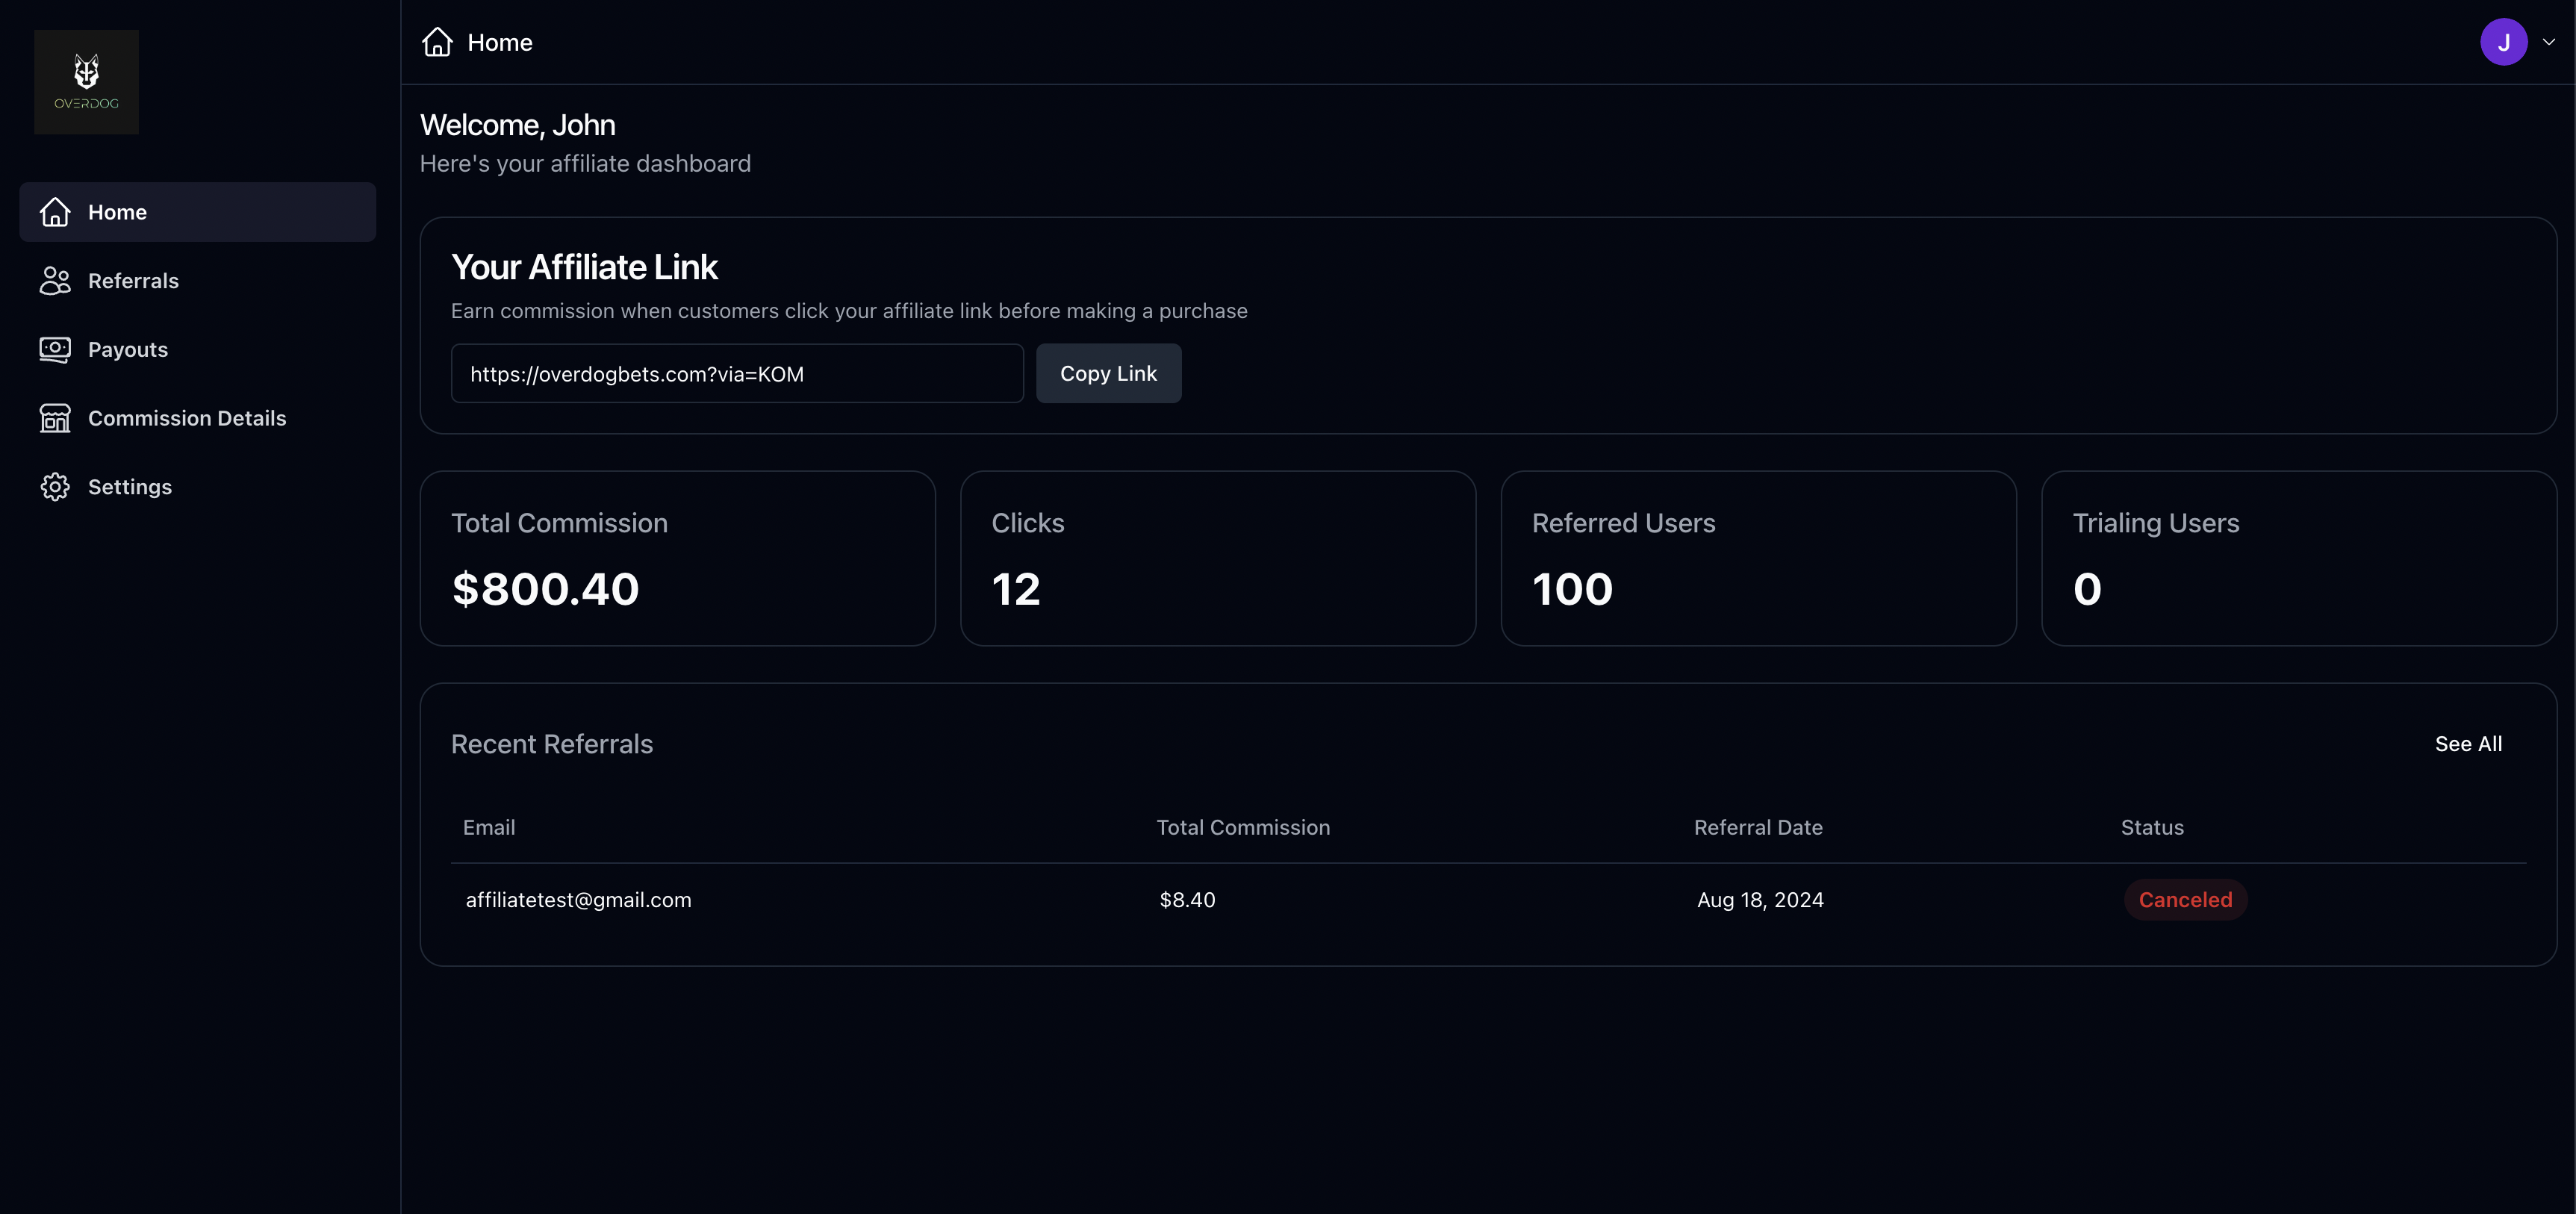 OVERDOG
Home
Referrals
Payouts
Commission Details
Settings
Home
J
Welcome, John
Here's your affiliate dashboard
Your Affiliate Link
Earn commission when customers click your affiliate link before making a purchase
https://overdogbets.com?via=KOM
Copy Link
Total Commission
$800.40
Clicks
12
Referred Users
100
Trialing Users
0
Recent Referrals
See All
Email Total Commission Referral Date Status
affiliatetest@gmail.com $8.40 Aug 18, 2024 Canceled